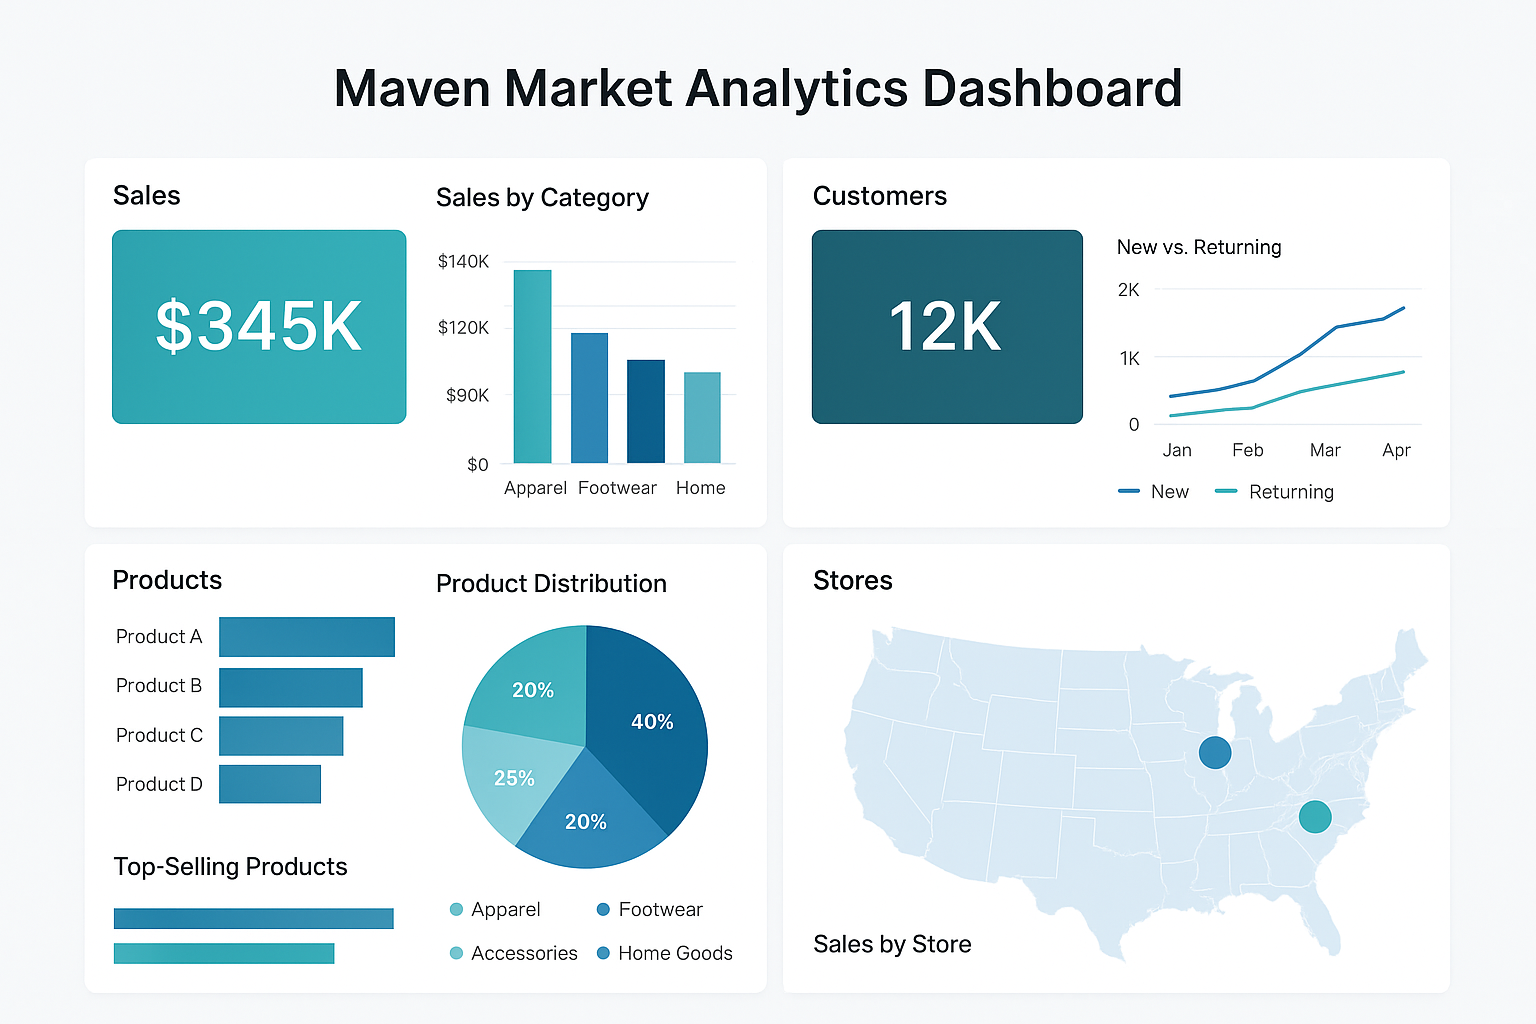 Maven Market Analytics Dashboard
Sales
$345K
Sales by Category
$140K
$120K
$90K
$0
Apparel Footwear Home
Customers
12K
New vs. Returning
2K
1K
0
Jan Feb Mar Apr
New Returning
Products
Product A
Product B
Product C
Product D
Top-Selling Products
Product Distribution
20%
40%
25%
20%
Apparel Footwear
Accessories Home Goods
Stores
Sales by Store